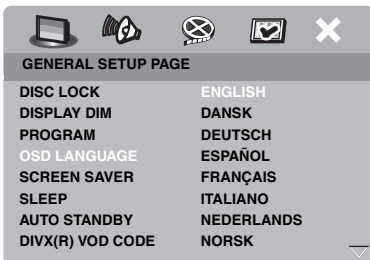 GENERAL SETUP PAGE
DISC LOCK ENGLISH
DISPLAY DIM DANSK
PROGRAM DEUTSCH
OSD LANGUAGE ESPAÑOL
SCREEN SAVER FRANÇAIS
SLEEP ITALIANO
AUTO STANDBY NEDERLANDS
DIVX(R) VOD CODE NORSK